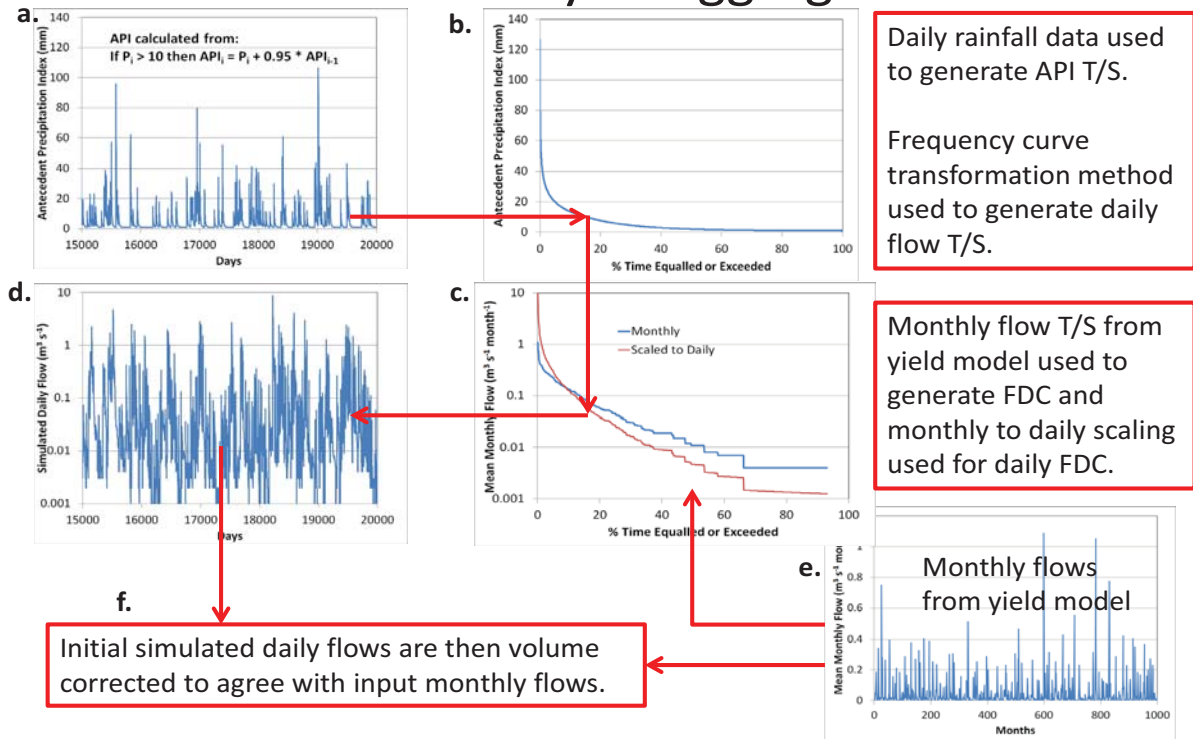 a.
API calculated from:
If Pi > 10 then APIi = Pi + 0.95 * APIi-1
Antecedent Precipitation Index (mm)
140
120
100
80
60
40
20
0
15000 16000 17000 18000 19000 20000
Days
b.
Antecedent Precipitation Index (mm)
140
120
100
80
60
40
20
0
0 20 40 60 80 100
% Time Equalled or Exceeded
Daily rainfall data used
to generate API T/S.
Frequency curve
transformation method
used to generate daily
flow T/S.
d.
Simulated Daily Flow (m³ s⁻¹)
10
1
0.1
0.01
0.001
15000 16000 17000 18000 19000 20000
Days
c.
Mean Monthly Flow (m³ s⁻¹ month⁻¹)
10
1
0.1
0.01
0.001
Monthly
Scaled to Daily
0 20 40 60 80 100
% Time Equalled or Exceeded
Monthly flow T/S from
yield model used to
generate FDC and
monthly to daily scaling
used for daily FDC.
e.
Monthly flows
from yield model
Mean Monthly Flow (m³ s⁻¹
1
0.8
0.6
0.4
0.2
0
0 200 400 600 800 1000
Months
f.
Initial simulated daily flows are then volume
corrected to agree with input monthly flows.